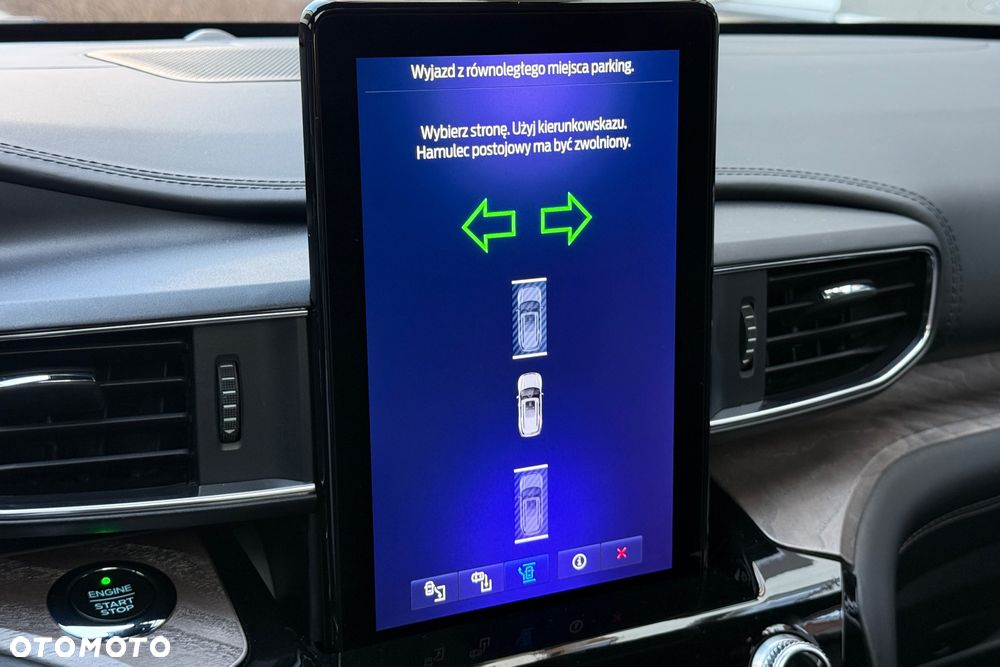 Wyjazd z równoległego miejsca parking.
Wybierz stronę. Użyj kierunkowskazu.
Hamulec postojowy ma być zwolniony.
ENGINE
START
STOP
OTOMOTO